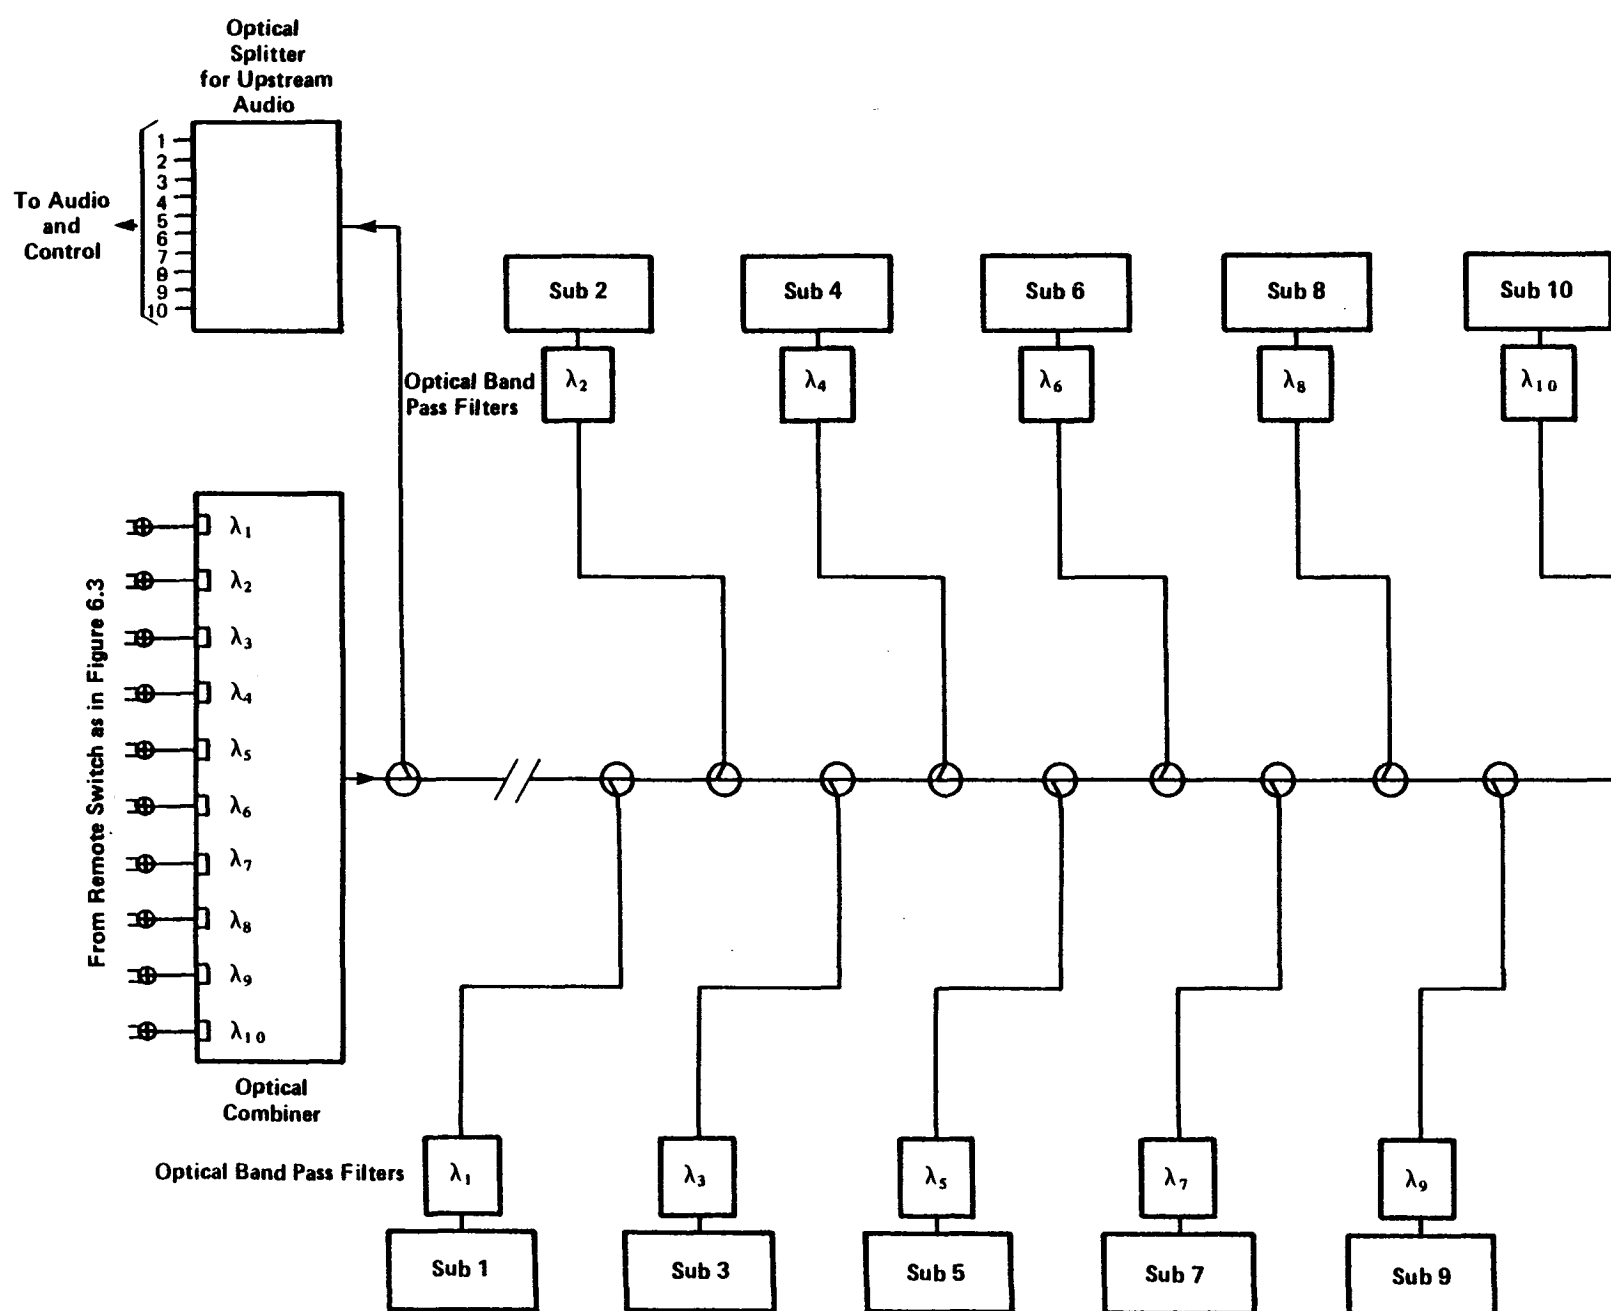 Optical
Splitter
for Upstream
Audio
1
2
3
4
5
6
7
8
9
10
To Audio
and
Control
Sub 2
Sub 4
Sub 6
Sub 8
Sub 10
Optical Band
Pass Filters
λ2
λ4
λ6
λ8
λ10
From Remote Switch as in Figure 6.3
λ1
λ2
λ3
λ4
λ5
λ6
λ7
λ8
λ9
λ10
Optical
Combiner
Optical Band Pass Filters
λ1
λ3
λ5
λ7
λ9
Sub 1
Sub 3
Sub 5
Sub 7
Sub 9